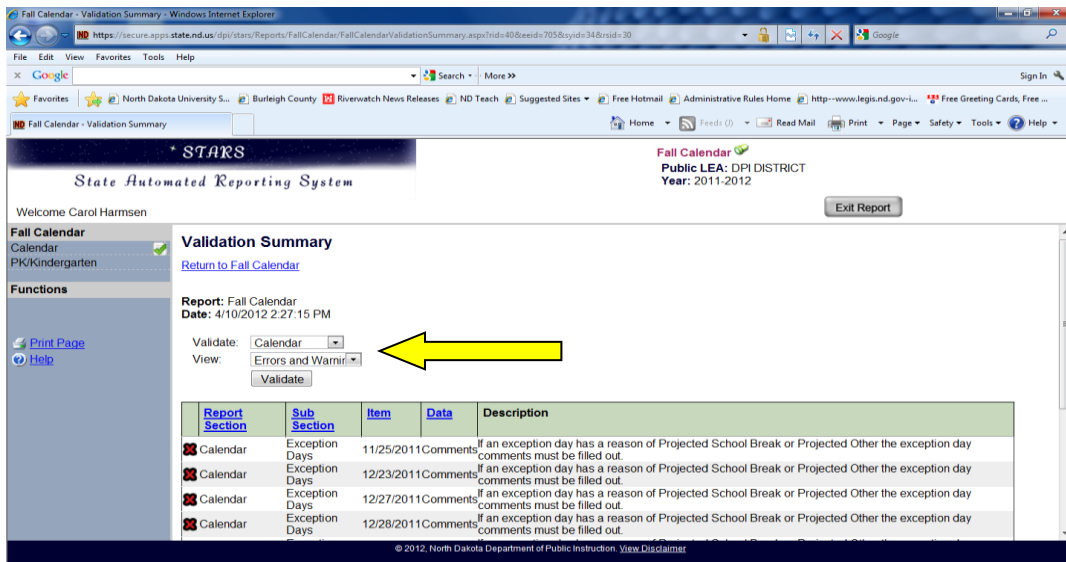 Fall Calendar - Validation Summary - Windows Internet Explorer
ND https://secure.apps.state.nd.us/dpi/stars/Reports/FallCalendar/FallCalendarValidationSummary.aspx?rid=40&eeid=705&syid=34&rsid=30 Google
File Edit View Favorites Tools Help
x Google Search More >> Sign In
Favorites North Dakota University S... Burleigh County Riverwatch News Releases ND Teach Suggested Sites Free Hotmail Administrative Rules Home http--www.legis.nd.gov-i... Free Greeting Cards, Free ...
ND Fall Calendar - Validation Summary Home Feeds (J) Read Mail Print Page Safety Tools Help
* STARS
State Automated Reporting System
Fall Calendar
Public LEA: DPI DISTRICT
Year: 2011-2012
Welcome Carol Harmsen
Exit Report
Fall Calendar
Calendar
PK/Kindergarten
Functions
Print Page
Help
Validation Summary
Return to Fall Calendar
Report: Fall Calendar
Date: 4/10/2012 2:27:15 PM
Validate: Calendar
View: Errors and Warnin
Validate
Report Section Sub Section Item Data Description
Calendar Exception Days 11/25/2011 Comments If an exception day has a reason of Projected School Break or Projected Other the exception day comments must be filled out.
Calendar Exception Days 12/23/2011 Comments If an exception day has a reason of Projected School Break or Projected Other the exception day comments must be filled out.
Calendar Exception Days 12/27/2011 Comments If an exception day has a reason of Projected School Break or Projected Other the exception day comments must be filled out.
Calendar Exception Days 12/28/2011 Comments If an exception day has a reason of Projected School Break or Projected Other the exception day comments must be filled out.
© 2012, North Dakota Department of Public Instruction. View Disclaimer